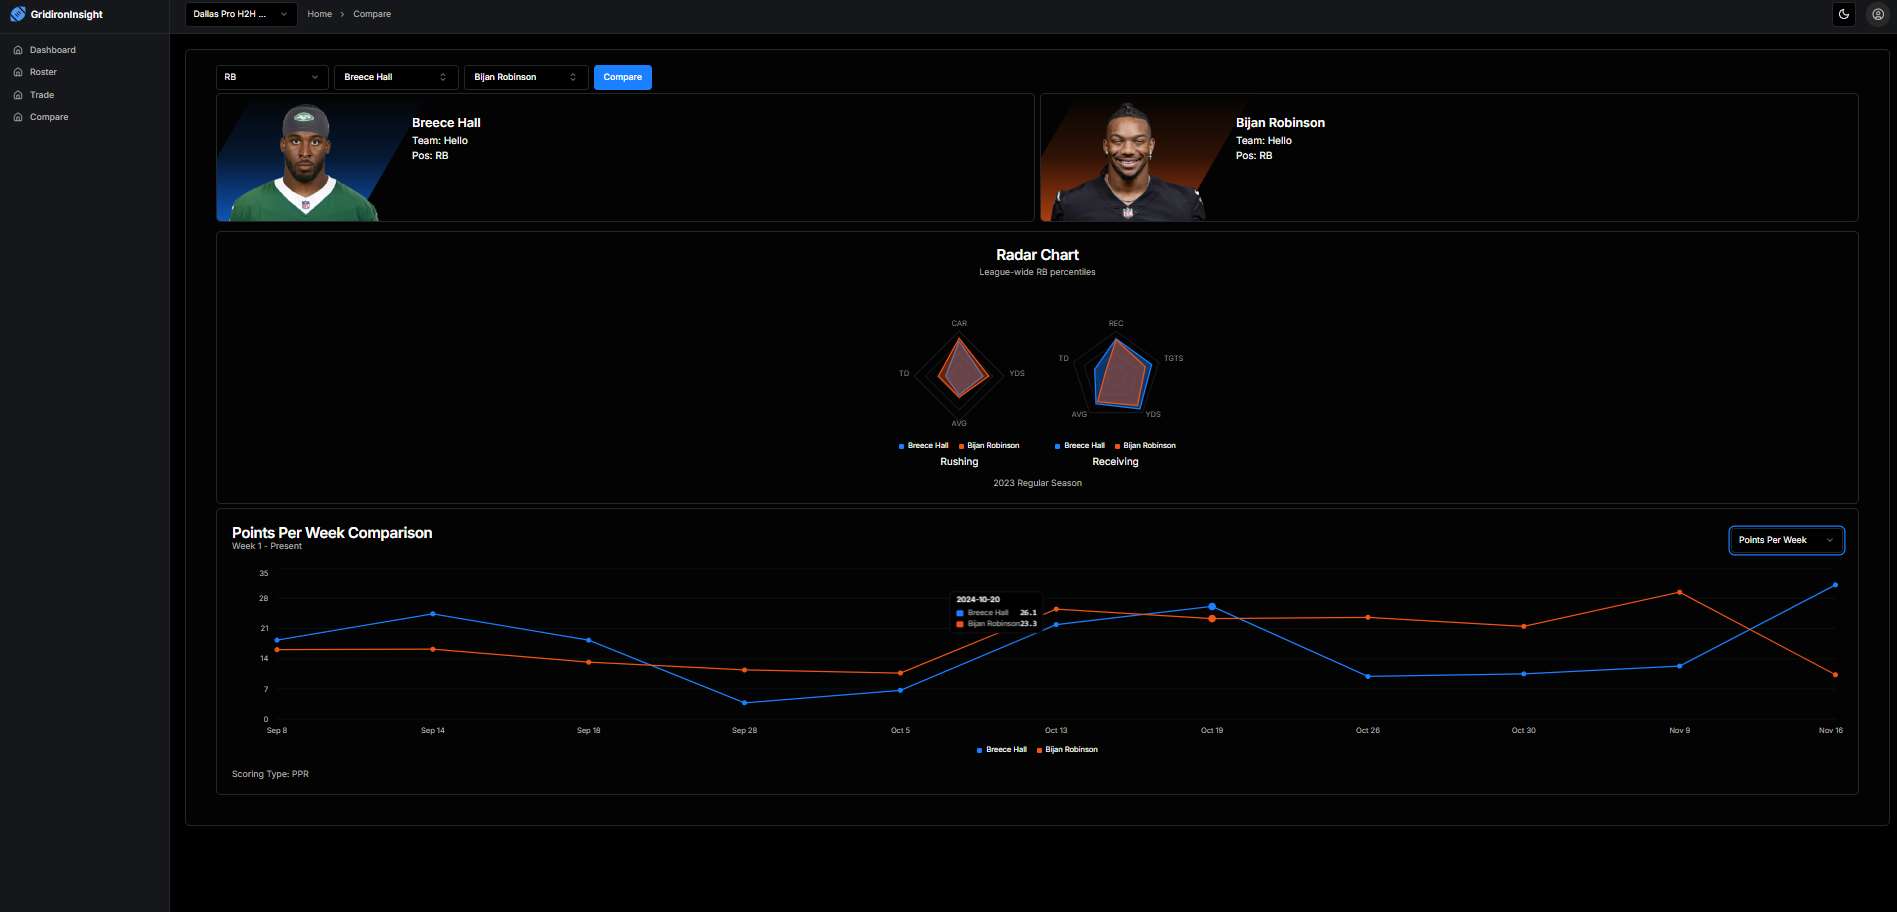 GridironInsight
Dallas Pro H2H ...
Home > Compare
Dashboard
Roster
Trade
Compare
RB
Breece Hall
Bijan Robinson
Compare
Breece Hall
Team: Hello
Pos: RB
Bijan Robinson
Team: Hello
Pos: RB
Radar Chart
League-wide RB percentiles
CAR
TD
YDS
AVG
Breece Hall
Bijan Robinson
Rushing
REC
TD
TGTS
AVG
YDS
Breece Hall
Bijan Robinson
Receiving
2023 Regular Season
Points Per Week Comparison
Week 1 - Present
Points Per Week
35
28
21
14
7
0
2024-10-20
Breece Hall 26.1
Bijan Robinson 23.3
Sep 8
Sep 14
Sep 18
Sep 28
Oct 5
Oct 13
Oct 19
Oct 26
Oct 30
Nov 9
Nov 16
Breece Hall
Bijan Robinson
Scoring Type: PPR